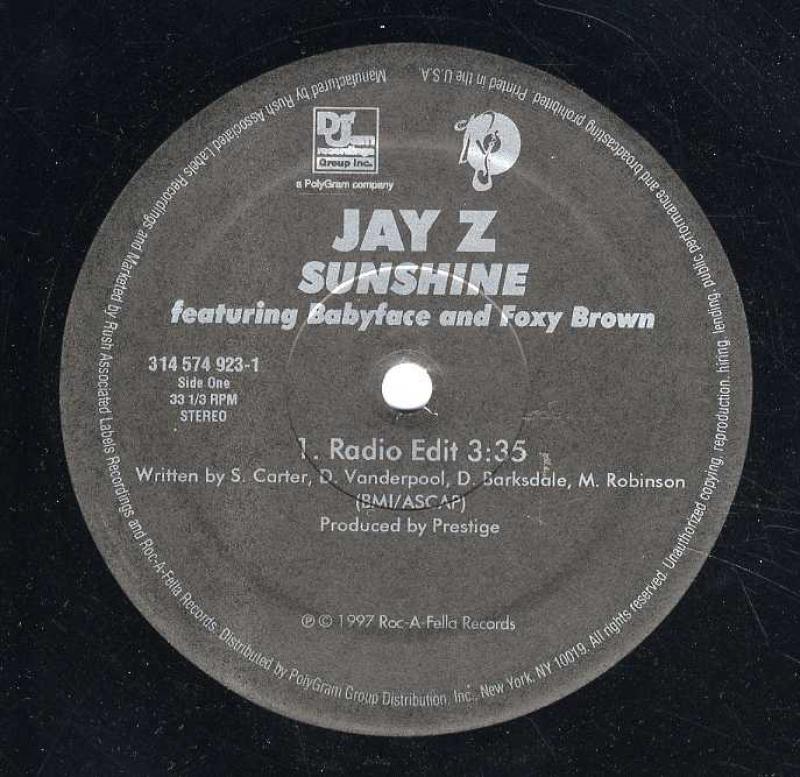 Def Jam
recordings
Group Inc.
a PolyGram company
JAY Z
SUNSHINE
featuring Babyface and Foxy Brown
314 574 923-1
Side One
33 1/3 RPM
STEREO
1. Radio Edit 3:35
Written by S. Carter, D. Vanderpool, D. Barksdale, M. Robinson
(BMI/ASCAP)
Produced by Prestige
℗ © 1997 Roc-A-Fella Records
Manufactured by Rush Associated Labels Recordings and Marketed by Rush Associated Labels Recordings and Roc-A-Fella Records. Distributed by PolyGram Group Distribution, Inc., New York, NY 10019. All rights reserved. Unauthorized copying, reproduction, hiring, lending, public performance and broadcasting prohibited. Printed in the U.S.A.